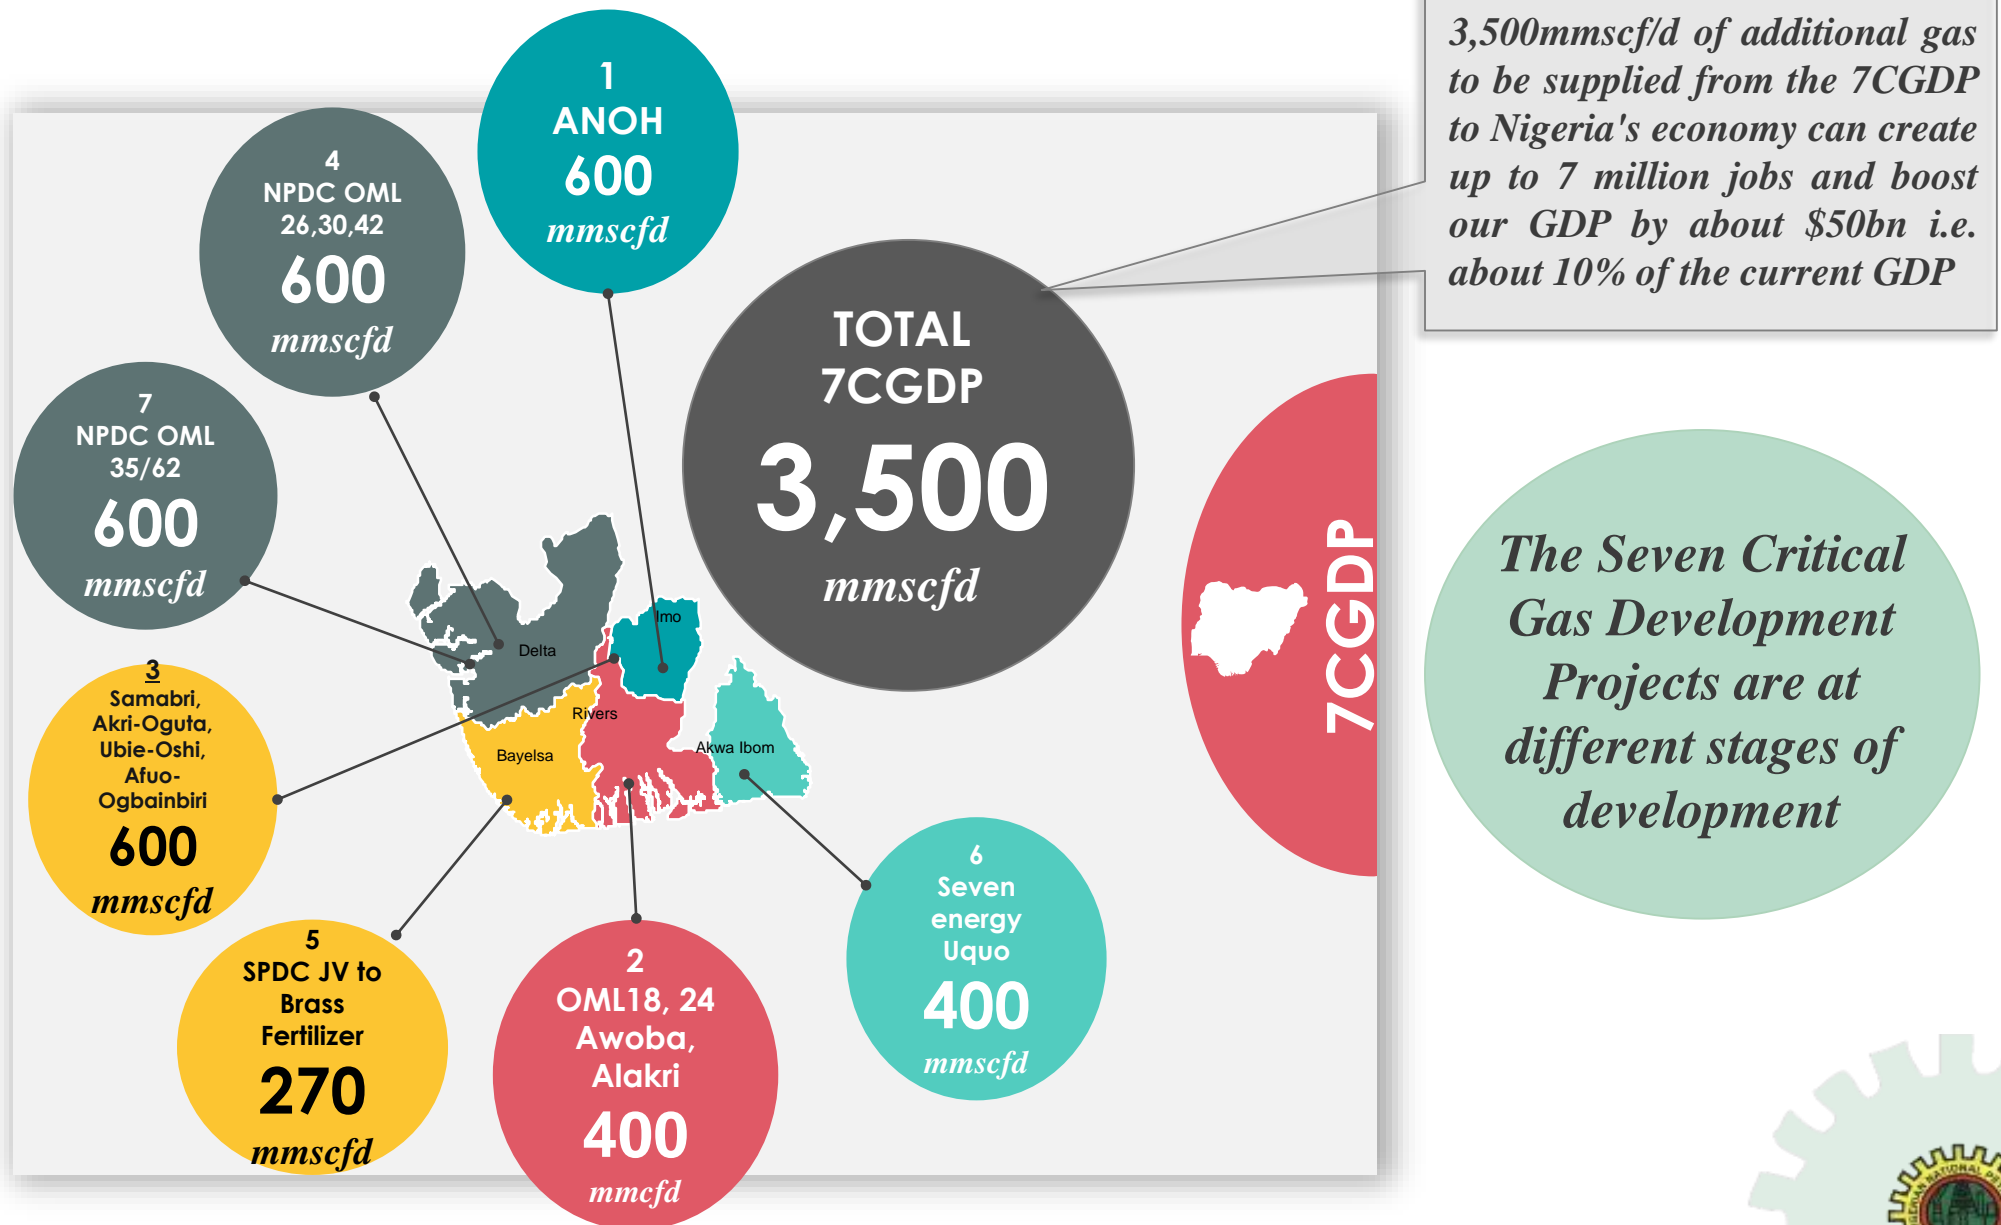 3,500mmscf/d of additional gas
to be supplied from the 7CGDP
to Nigeria's economy can create
up to 7 million jobs and boost
our GDP by about $50bn i.e.
about 10% of the current GDP
1
ANOH
600
mmscfd
4
NPDC OML
26,30,42
600
mmscfd
TOTAL
7CGDP
3,500
mmscfd
7
NPDC OML
35/62
600
mmscfd
7CGDP
The Seven Critical
Gas Development
Projects are at
different stages of
development
Imo
Delta
Rivers
Bayelsa
Akwa Ibom
3
Samabri,
Akri-Oguta,
Ubie-Oshi,
Afuo-
Ogbainbiri
600
mmscfd
5
SPDC JV to
Brass
Fertilizer
270
mmscfd
2
OML18, 24
Awoba,
Alakri
400
mmcfd
6
Seven
energy
Uquo
400
mmscfd
NATIONAL